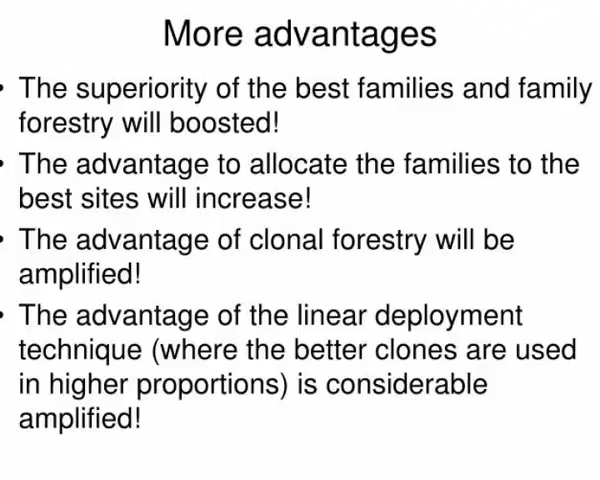 More advantages
• The superiority of the best families and family
forestry will boosted!
• The advantage to allocate the families to the
best sites will increase!
• The advantage of clonal forestry will be
amplified!
• The advantage of the linear deployment
technique (where the better clones are used
in higher proportions) is considerable
amplified!